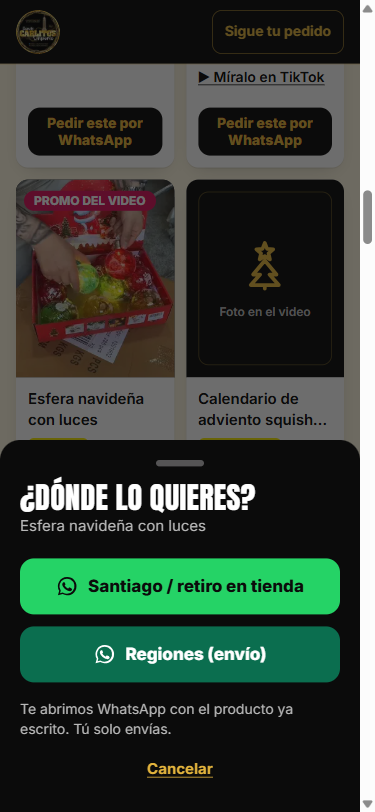 CARLITOS
Sigue tu pedido
▶ Míralo en TikTok
Pedir este por
WhatsApp
Pedir este por
WhatsApp
PROMO DEL VIDEO
Foto en el video
Esfera navideña
con luces
Calendario de
adviento squish...
¿DÓNDE LO QUIERES?
Esfera navideña con luces
Santiago / retiro en tienda
Regiones (envío)
Te abrimos WhatsApp con el producto ya
escrito. Tú solo envías.
Cancelar